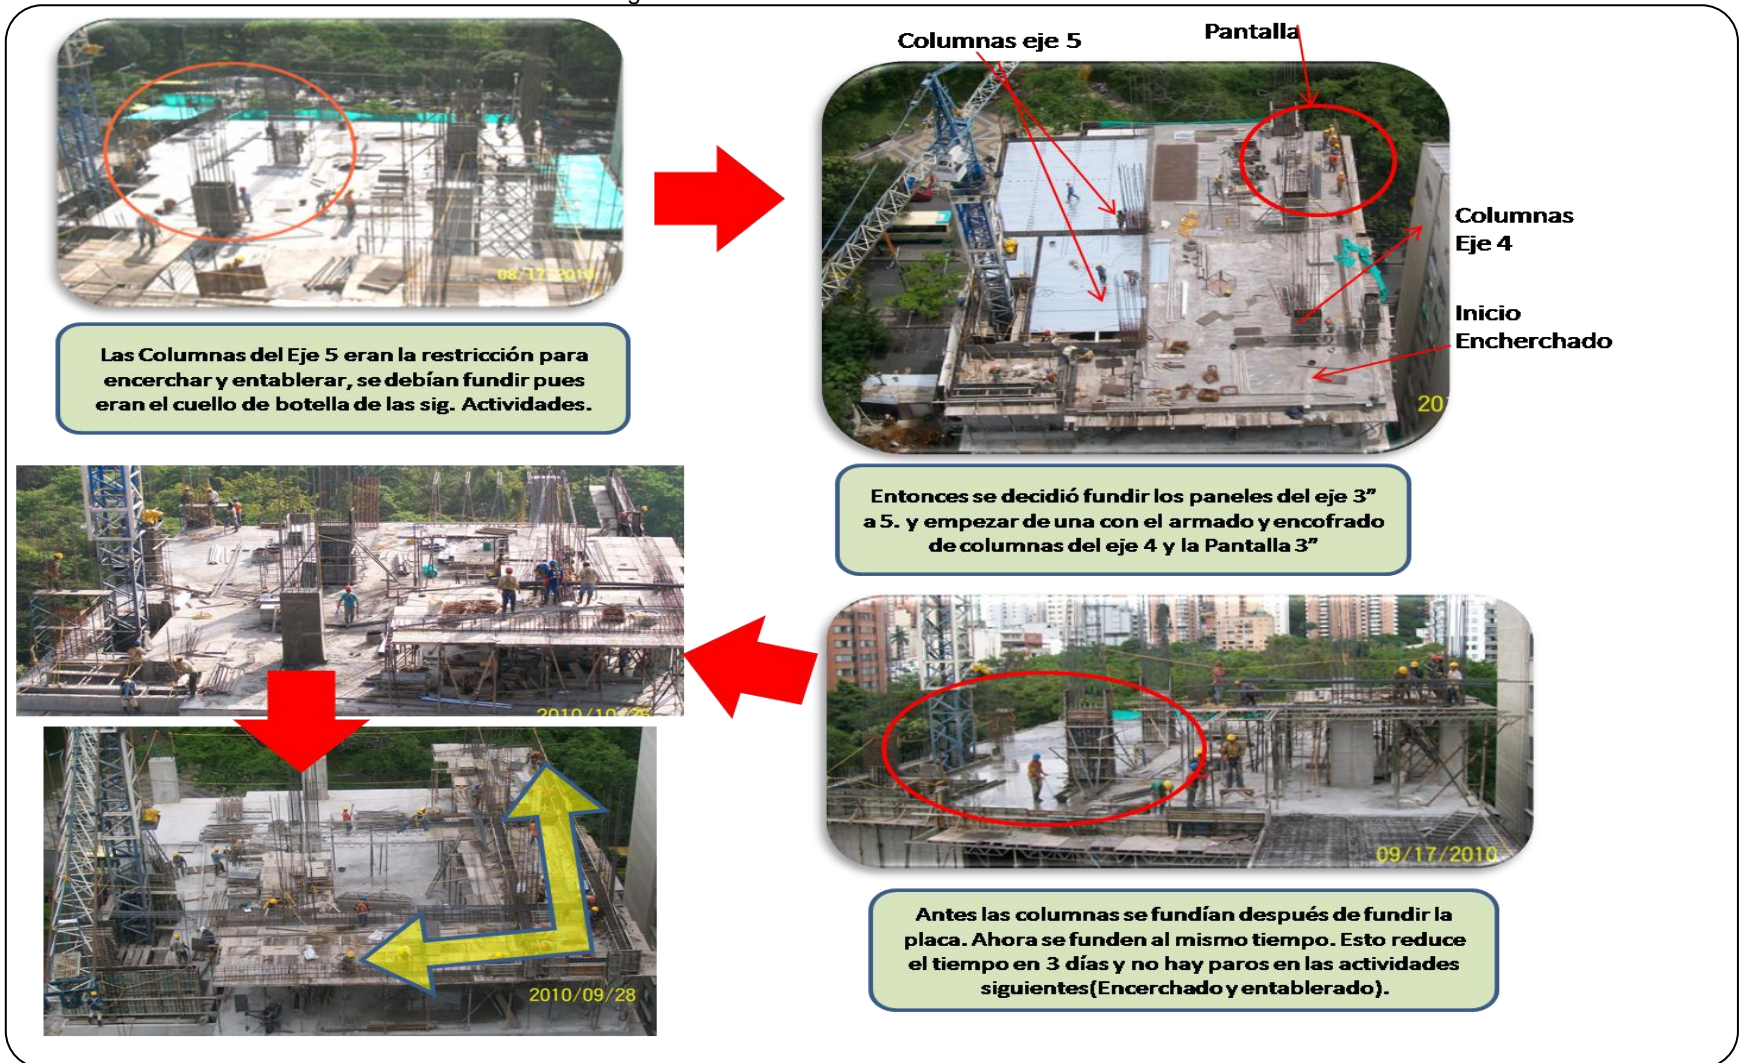 Columnas eje 5
Pantalla
08/17/2010
Columnas
Eje 4
Inicio
Encherchado
Las Columnas del Eje 5 eran la restricción para
encerchar y entablerar, se debían fundir pues
eran el cuello de botella de las sig. Actividades.
Entonces se decidió fundir los paneles del eje 3”
a 5. y empezar de una con el armado y encofrado
de columnas del eje 4 y la Pantalla 3”
09/17/2010
Antes las columnas se fundían después de fundir la
placa. Ahora se funden al mismo tiempo. Esto reduce
el tiempo en 3 días y no hay paros en las actividades
siguientes(Encerchado y entablerado).
2010/09/28